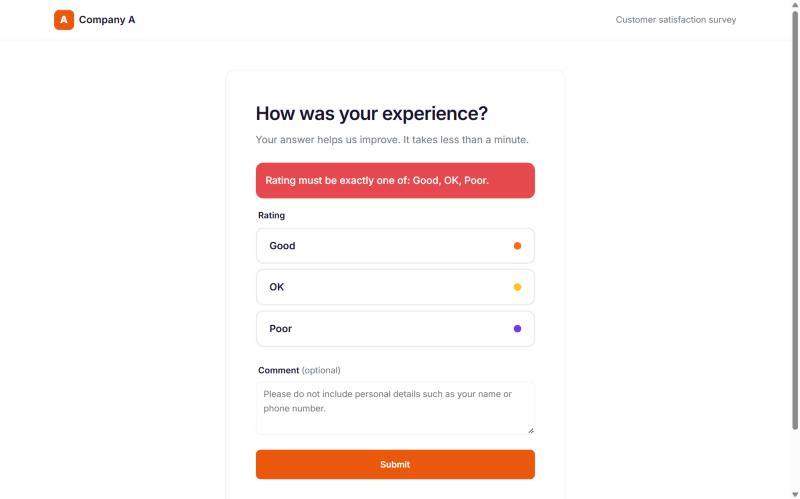 A Company A
Customer satisfaction survey
How was your experience?
Your answer helps us improve. It takes less than a minute.
Rating must be exactly one of: Good, OK, Poor.
Rating
Good
OK
Poor
Comment (optional)
Please do not include personal details such as your name or
phone number.
Submit